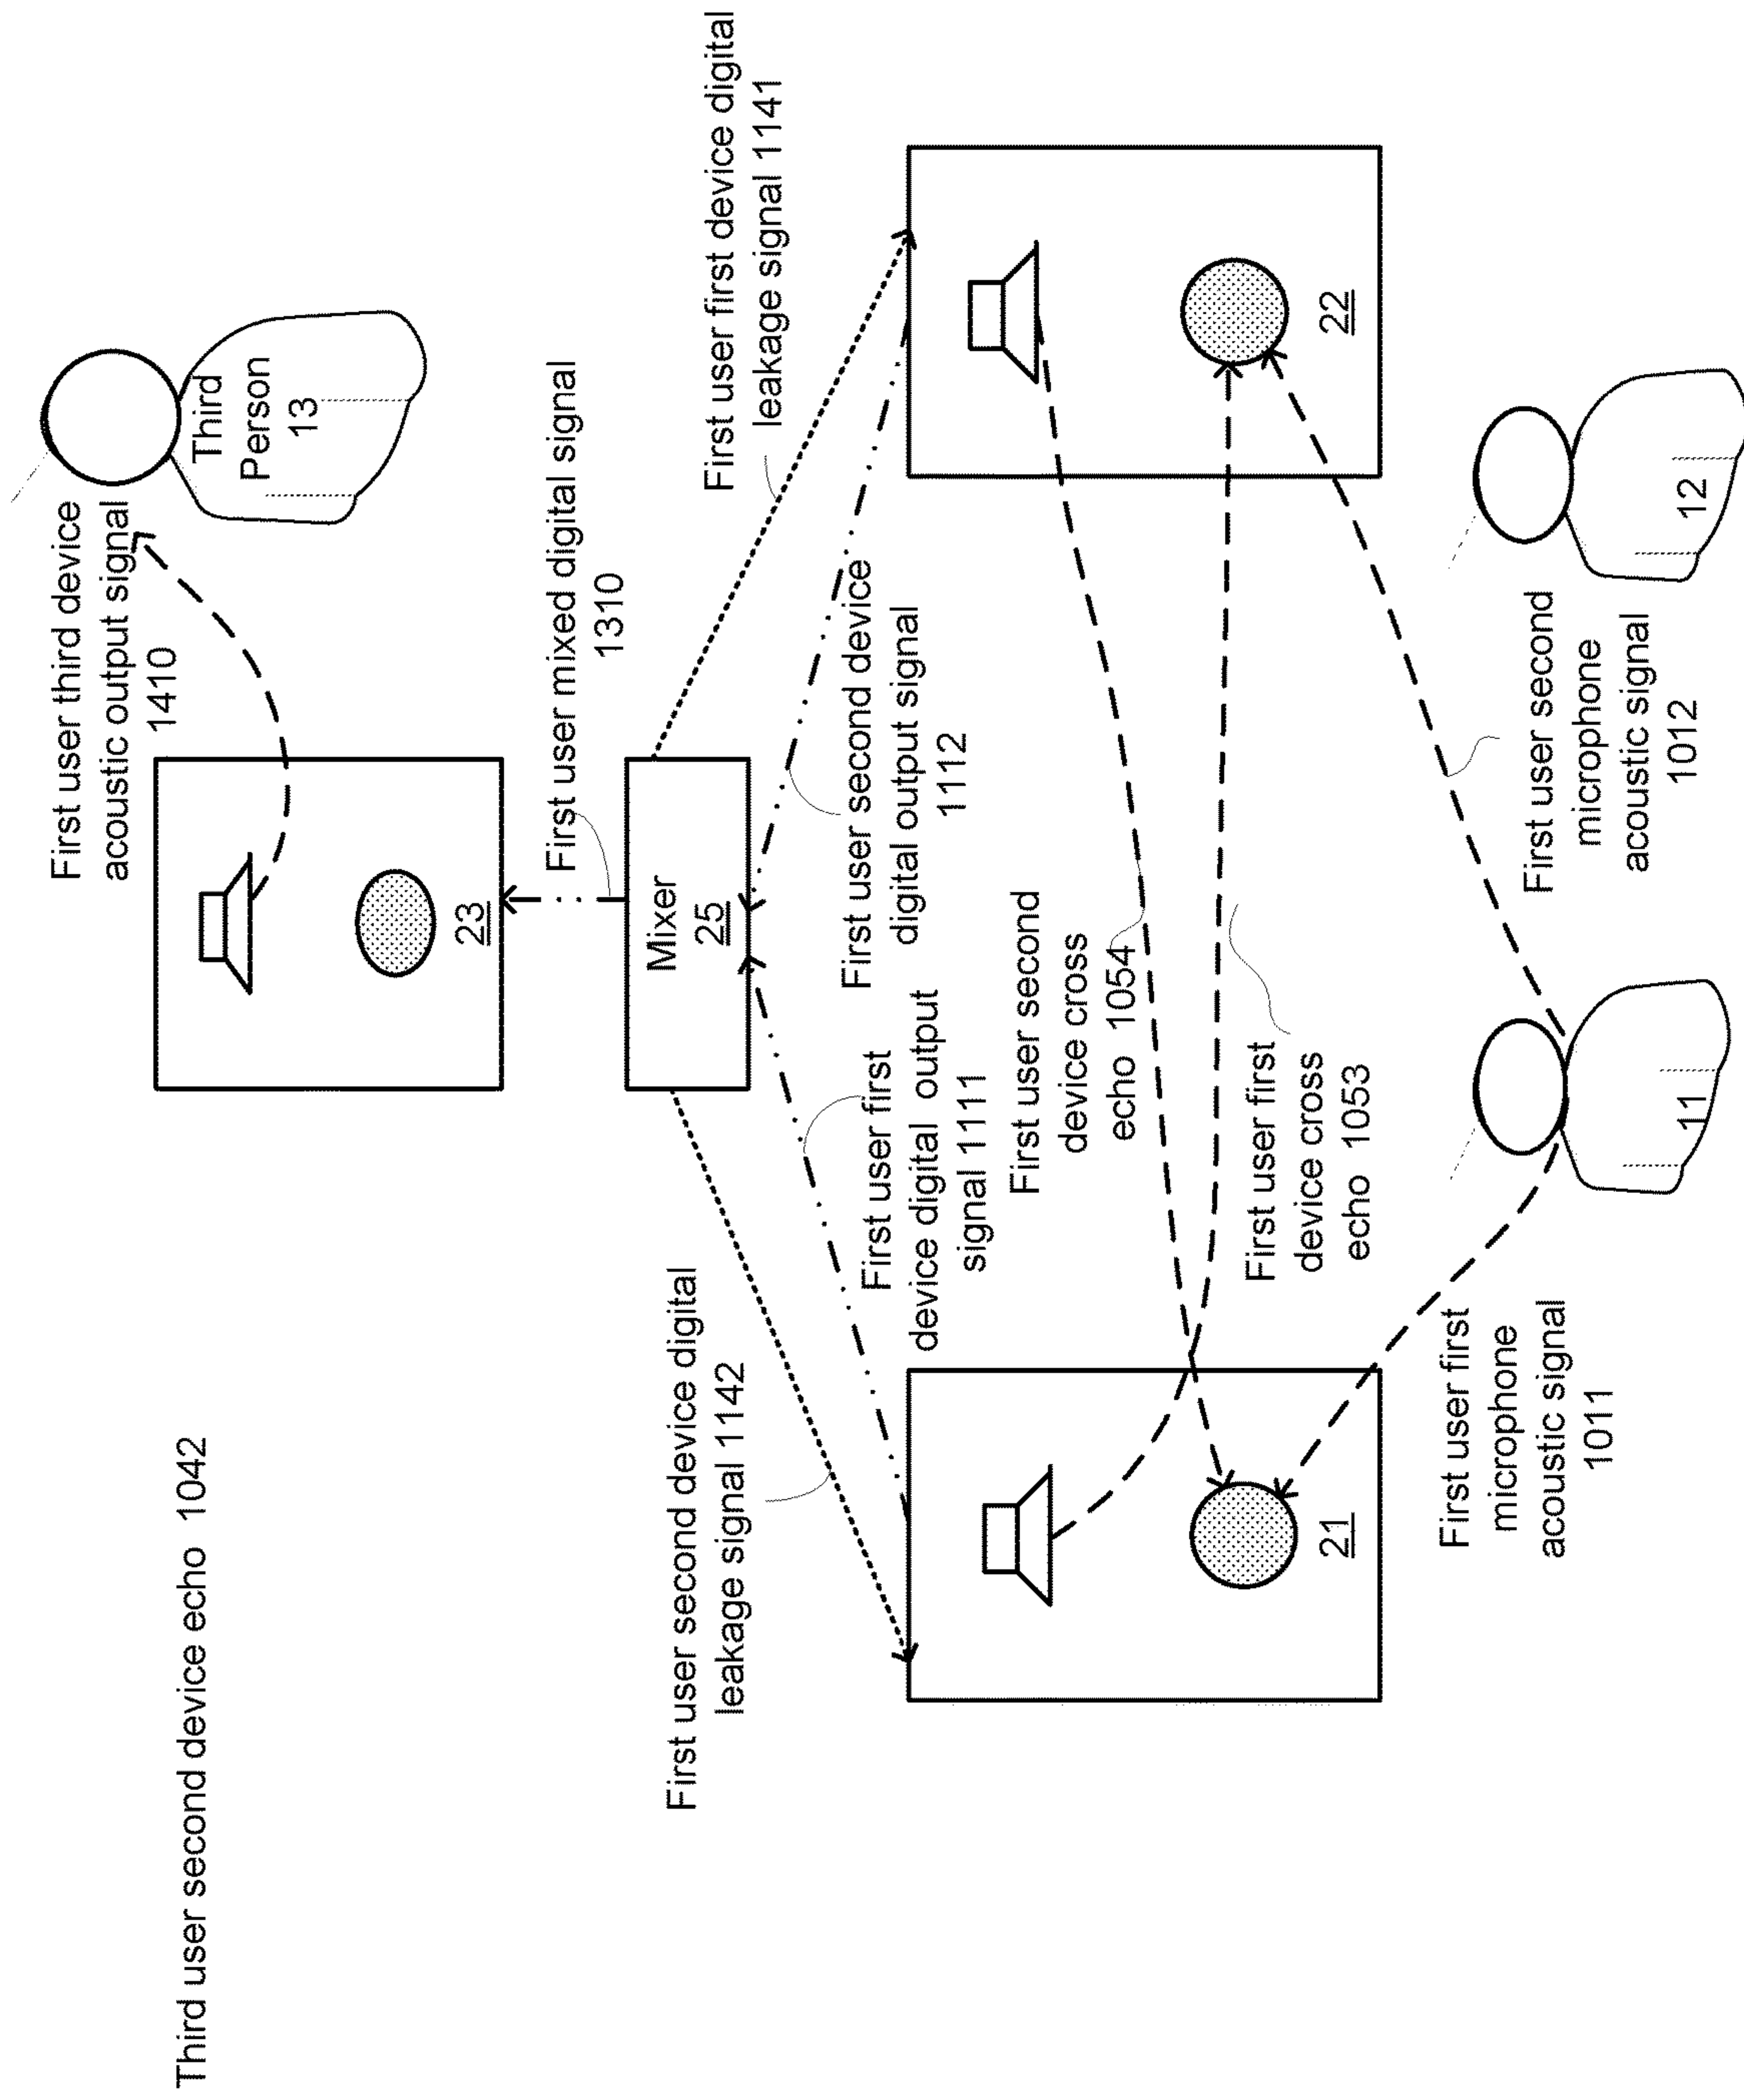 Third user second device echo  1042
First user third device
acoustic output signal
1410
Third
Person
13
23
First user mixed digital signal
1310
Mixer
25
First user second device digital
leakage signal 1142
First user first device digital
leakage signal 1141
First user first
device digital  output
signal 1111
First user second device
digital output signal
1112
First user second
device cross
echo  1054
First user first
device cross
echo  1053
21
22
First user first
microphone
acoustic signal
1011
11
First user second
microphone
acoustic signal
1012
12